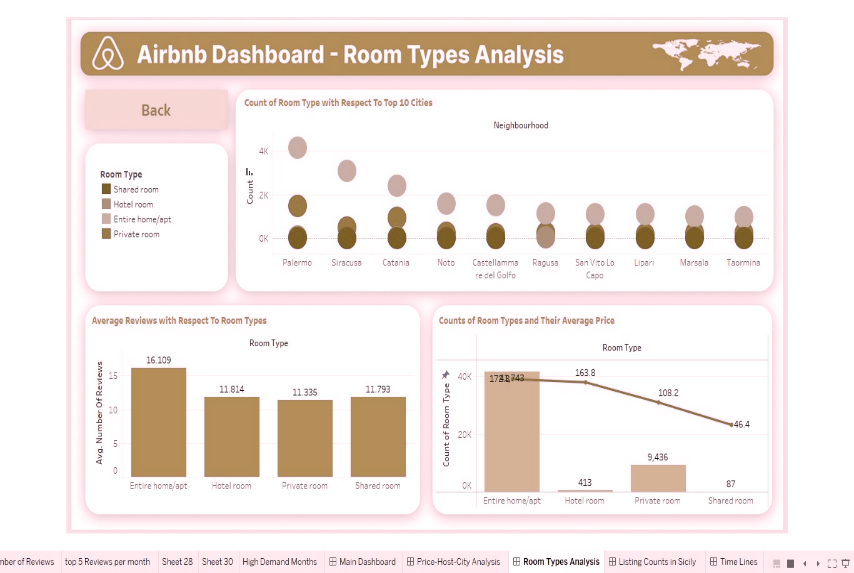 Airbnb Dashboard - Room Types Analysis
Back
Room Type
Shared room
Hotel room
Entire home/apt
Private room
Count of Room Type with Respect To Top 10 Cities
Neighbourhood
Count
4K
2K
0K
Palermo
Siracusa
Catania
Noto
Castellamma
re del Golfo
Ragusa
San Vito Lo
Capo
Lipari
Marsala
Taormina
Average Reviews with Respect To Room Types
Room Type
Avg. Number Of Reviews
15
10
5
0
16.109
11.814
11.335
11.793
Entire home/apt
Hotel room
Private room
Shared room
Counts of Room Types and Their Average Price
Room Type
Count of Room Type
40K
20K
0K
163.8
108.2
46.4
413
9,436
87
Entire home/apt
Hotel room
Private room
Shared room
mber of Reviews
top 5 Reviews per month
Sheet 28
Sheet 30
High Demand Months
Main Dashboard
Price-Host-City Analysis
Room Types Analysis
Listing Counts in Sicily
Time Lines